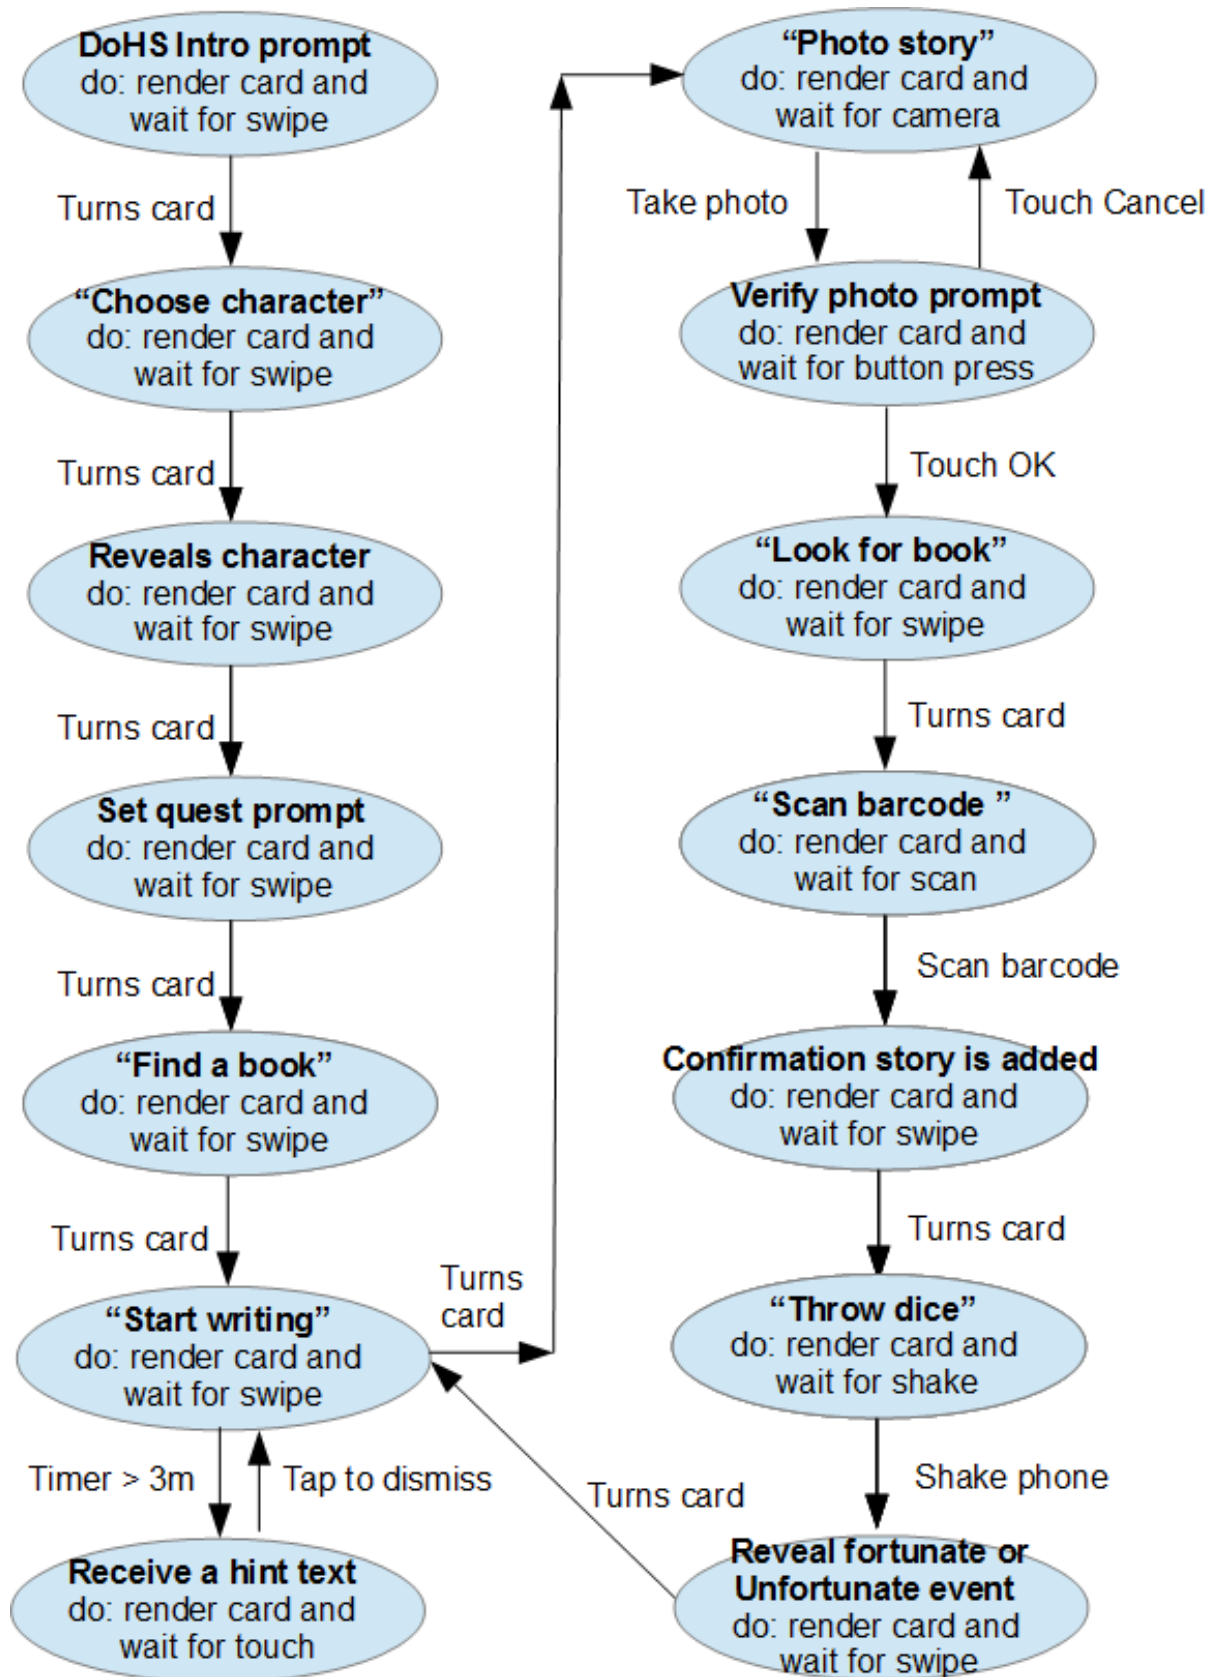 DoHS Intro prompt
do: render card and
wait for swipe
Turns card
“Choose character”
do: render card and
wait for swipe
Turns card
Reveals character
do: render card and
wait for swipe
Turns card
Set quest prompt
do: render card and
wait for swipe
Turns card
“Find a book”
do: render card and
wait for swipe
Turns card
“Start writing”
do: render card and
wait for swipe
Timer > 3m
Tap to dismiss
Receive a hint text
do: render card and
wait for touch
Turns
card
“Photo story”
do: render card and
wait for camera
Take photo
Touch Cancel
Verify photo prompt
do: render card and
wait for button press
Touch OK
“Look for book”
do: render card and
wait for swipe
Turns card
“Scan barcode ”
do: render card and
wait for scan
Scan barcode
Confirmation story is added
do: render card and
wait for swipe
Turns card
“Throw dice”
do: render card and
wait for shake
Shake phone
Reveal fortunate or
Unfortunate event
do: render card and
wait for swipe
Turns card